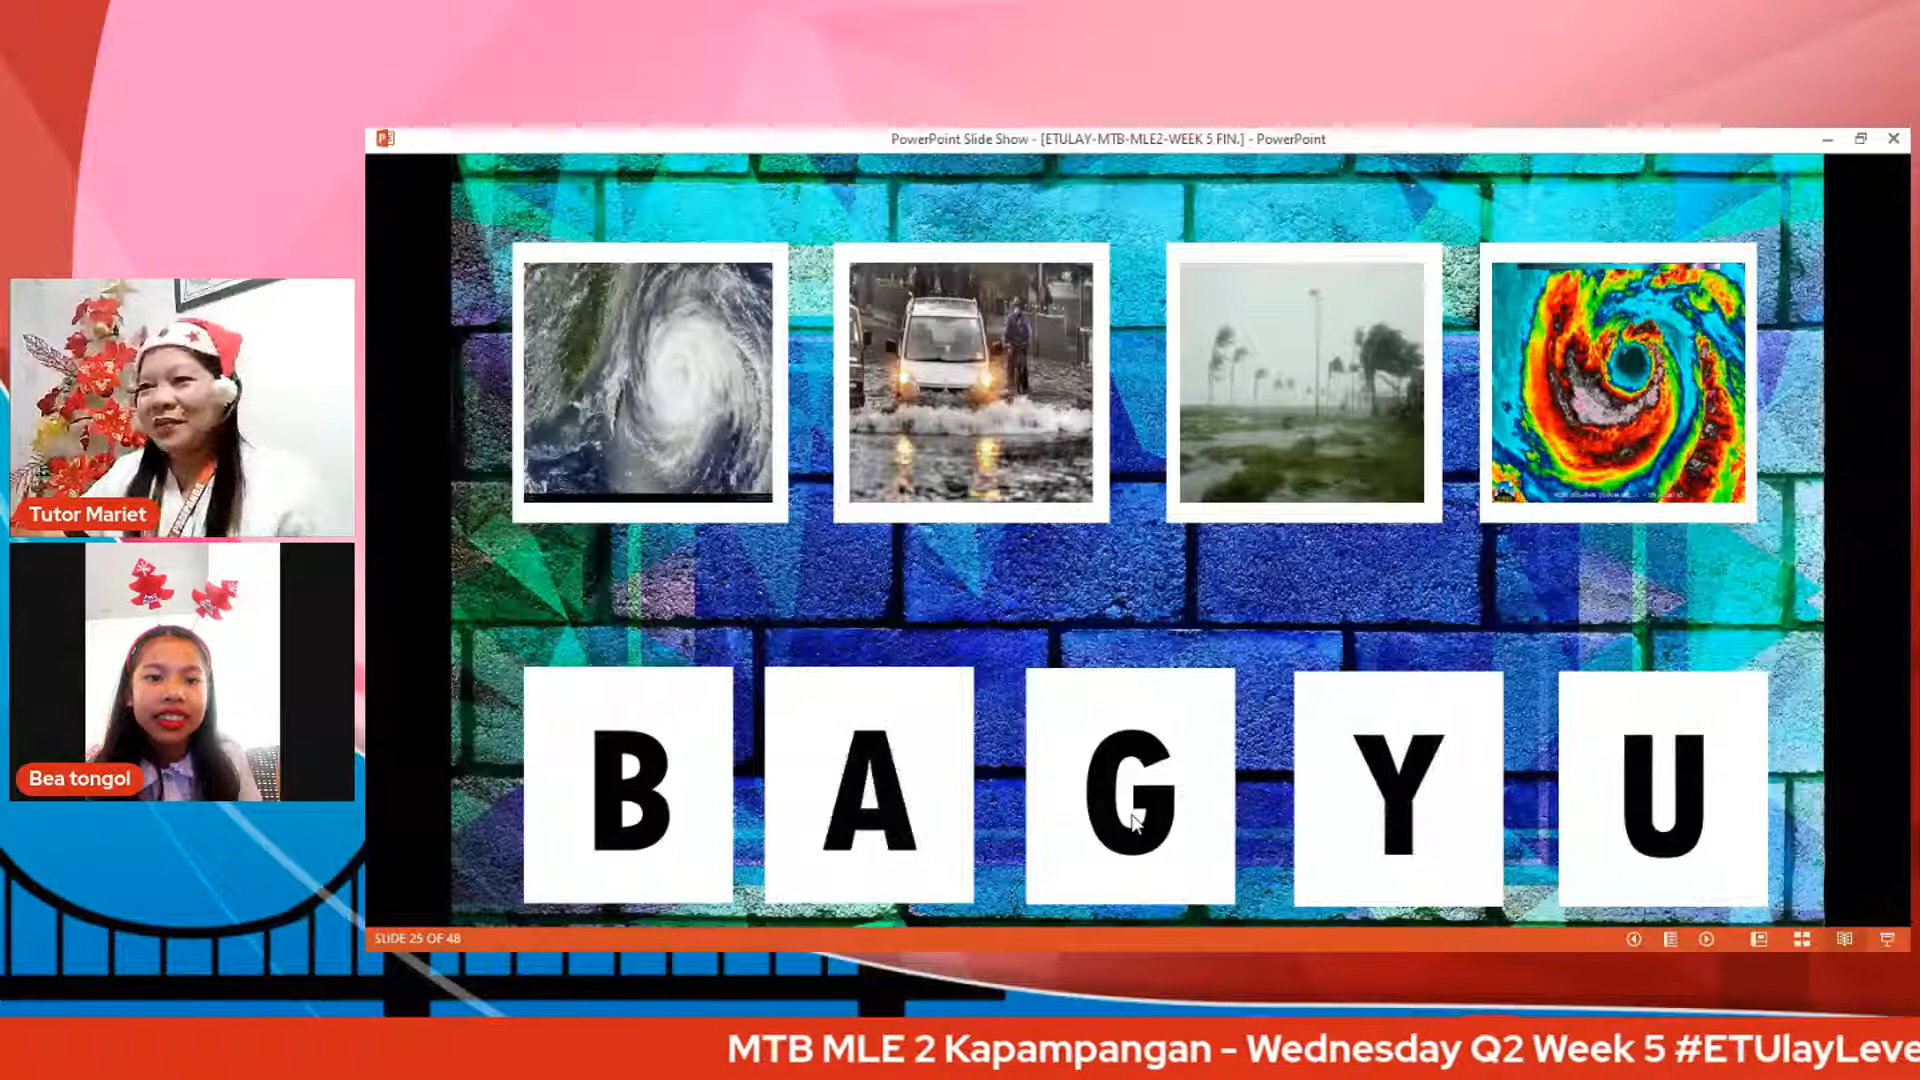 PowerPoint Slide Show - [ETULAY-MTB-MLE2-WEEK 5 FIN.] - PowerPoint
Tutor Mariet
Bea tongol
B A G Y U
SLIDE 25 OF 48
MTB MLE 2 Kapampangan - Wednesday Q2 Week 5 #ETUlayLeve